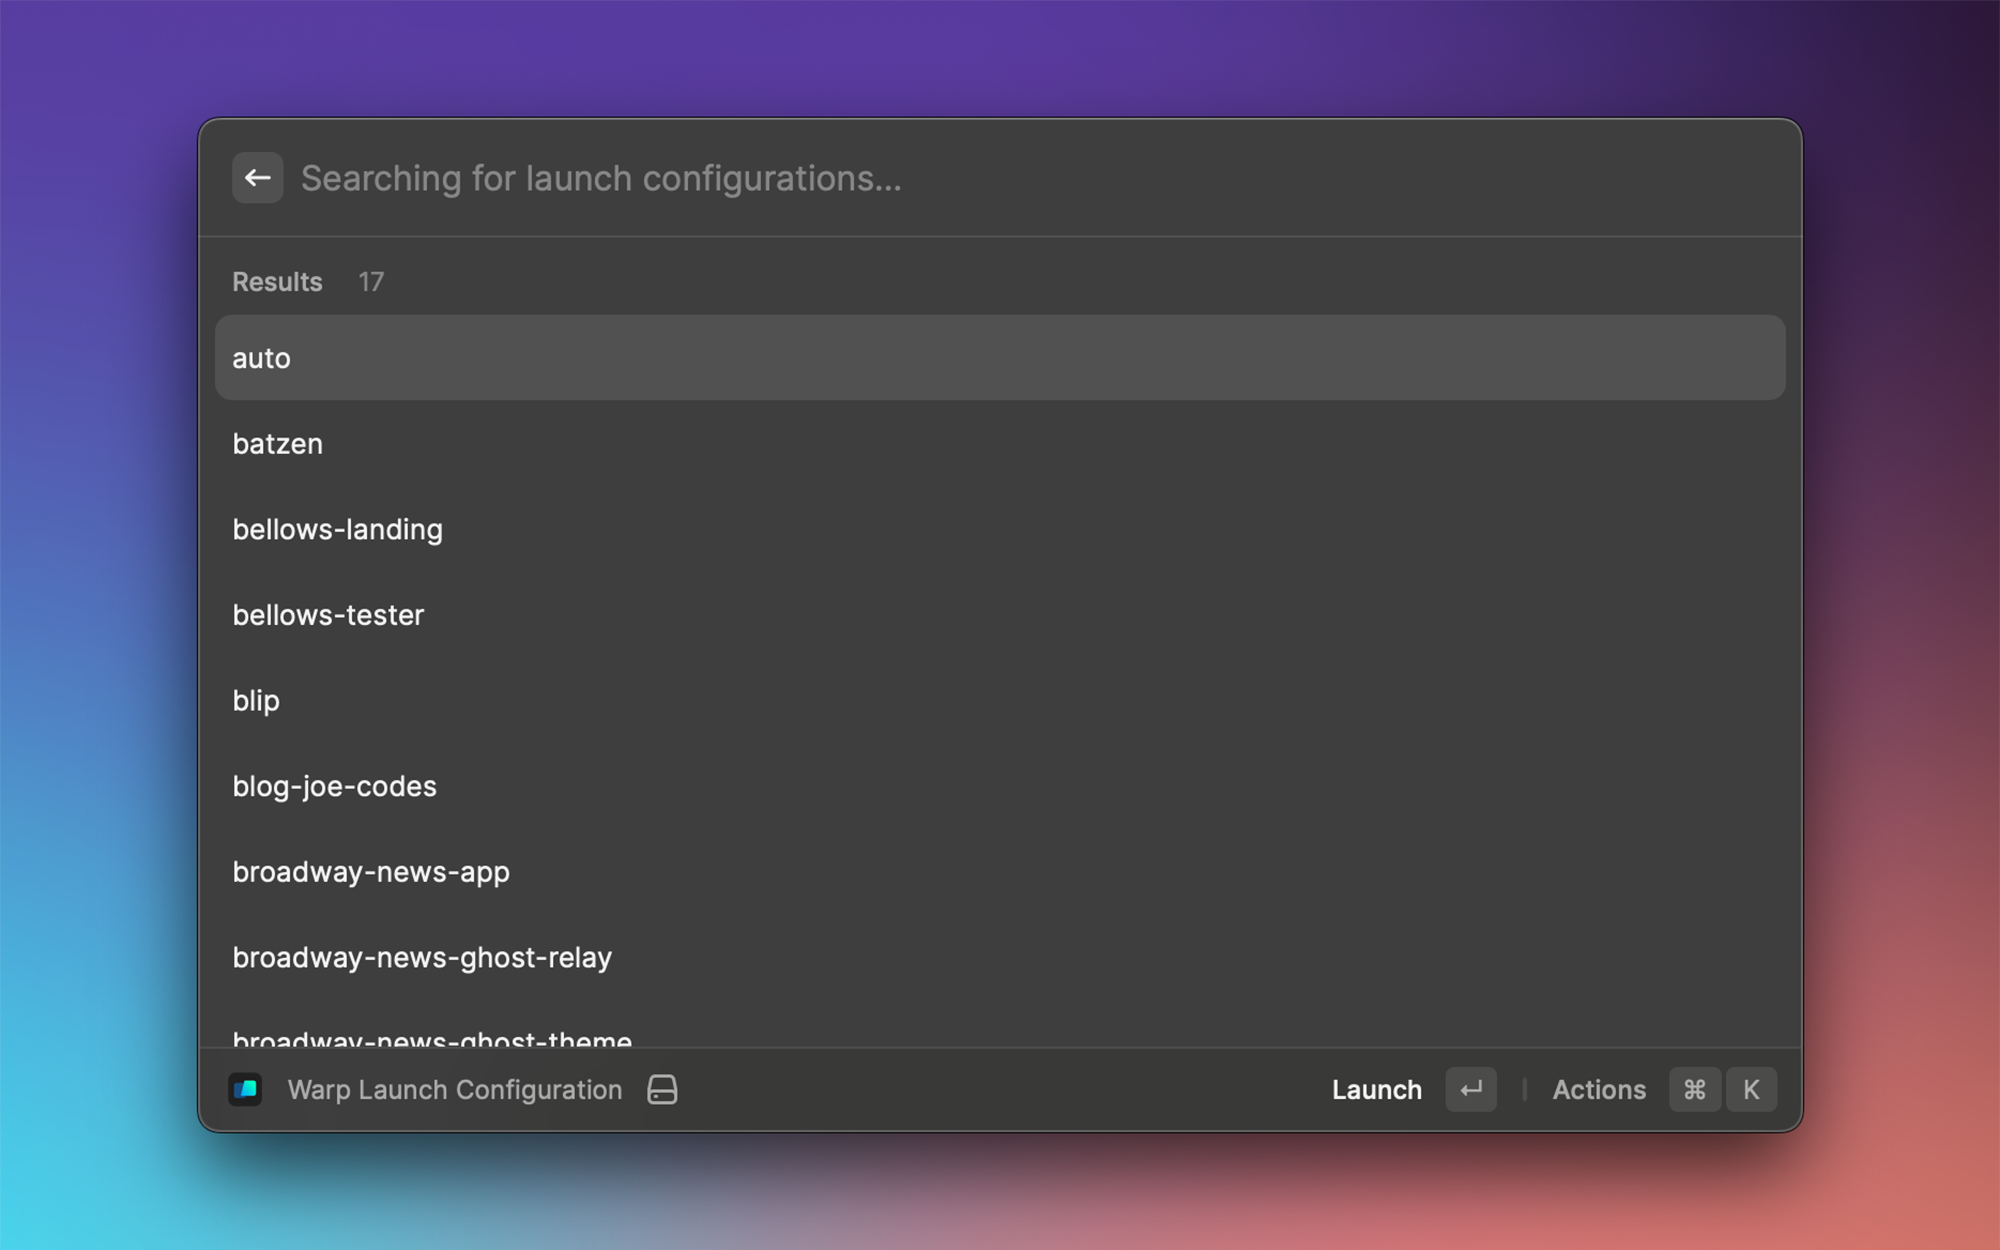 Searching for launch configurations...
Results 17
auto
batzen
bellows-landing
bellows-tester
blip
blog-joe-codes
broadway-news-app
broadway-news-ghost-relay
broadway-news-ghost-theme
Warp Launch Configuration Launch ↵ | Actions ⌘ K